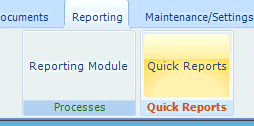 ocuments Reporting Maintenance/Settings
Reporting Module Quick Reports
Processes Quick Reports